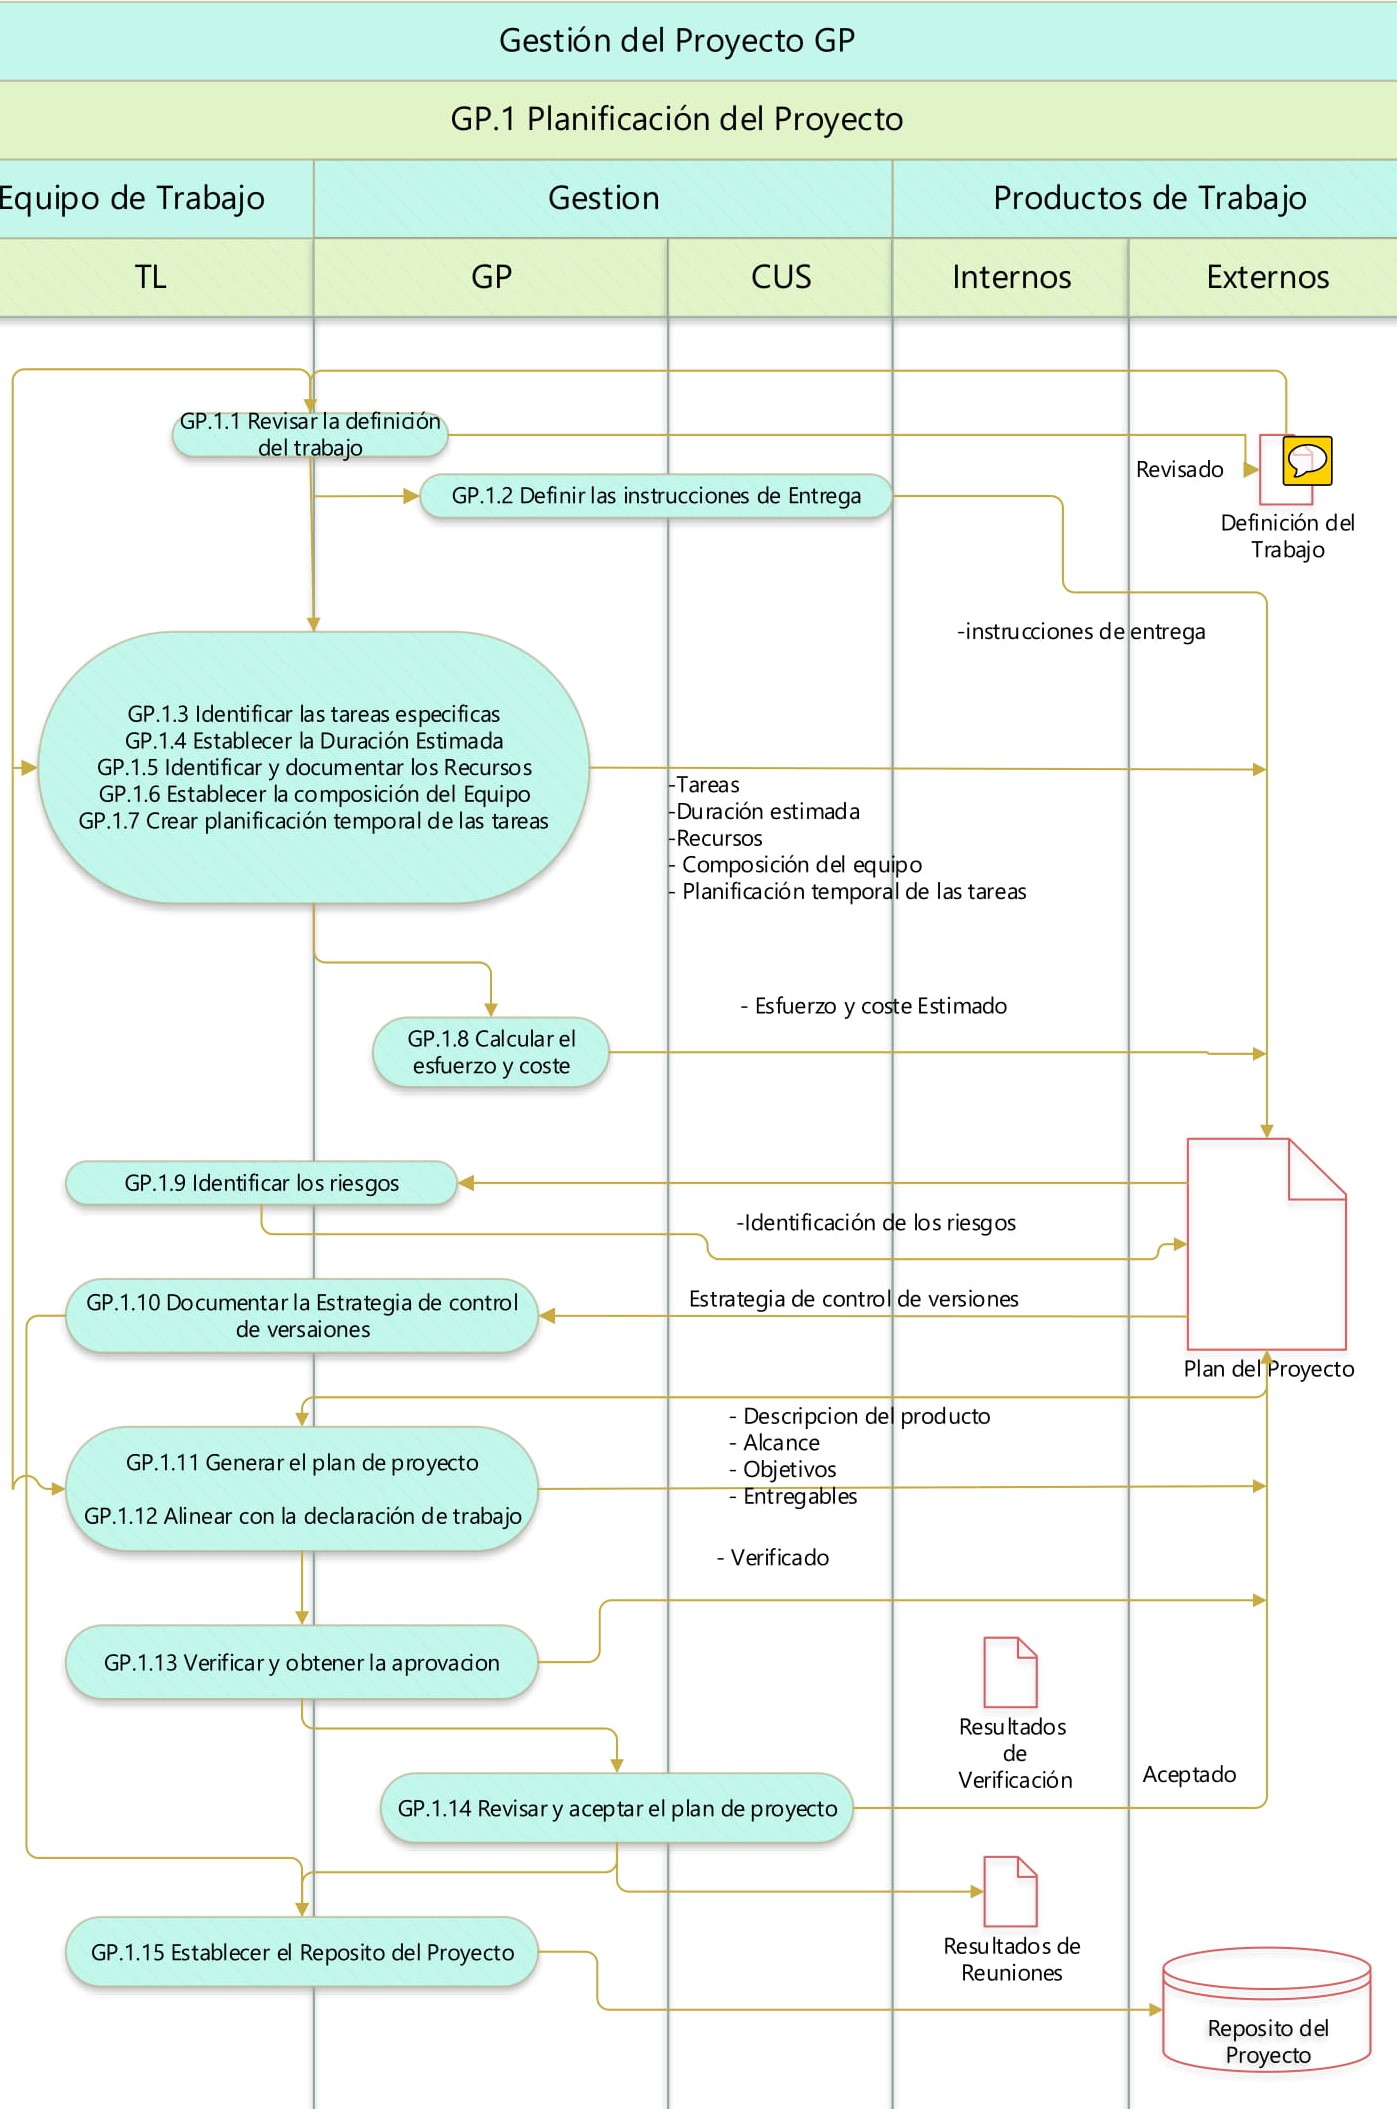 Gestión del Proyecto GP
GP.1 Planificación del Proyecto
Equipo de Trabajo
Gestion
Productos de Trabajo
TL
GP
CUS
Internos
Externos
GP.1.1 Revisar la definición
del trabajo
Revisado
GP.1.2 Definir las instrucciones de Entrega
Definición del
Trabajo
-instrucciones de entrega
GP.1.3 Identificar las tareas especificas
GP.1.4 Establecer la Duración Estimada
GP.1.5 Identificar y documentar los Recursos
GP.1.6 Establecer la composición del Equipo
GP.1.7 Crear planificación temporal de las tareas
-Tareas
-Duración estimada
-Recursos
- Composición del equipo
- Planificación temporal de las tareas
- Esfuerzo y coste Estimado
GP.1.8 Calcular el
esfuerzo y coste
GP.1.9 Identificar los riesgos
-Identificación de los riesgos
GP.1.10 Documentar la Estrategia de control
de versaiones
Estrategia de control de versiones
Plan del Proyecto
- Descripcion del producto
- Alcance
- Objetivos
- Entregables
GP.1.11 Generar el plan de proyecto
GP.1.12 Alinear con la declaración de trabajo
- Verificado
GP.1.13 Verificar y obtener la aprovacion
Resultados
de
Verificación
Aceptado
GP.1.14 Revisar y aceptar el plan de proyecto
GP.1.15 Establecer el Reposito del Proyecto
Resultados de
Reuniones
Reposito del
Proyecto